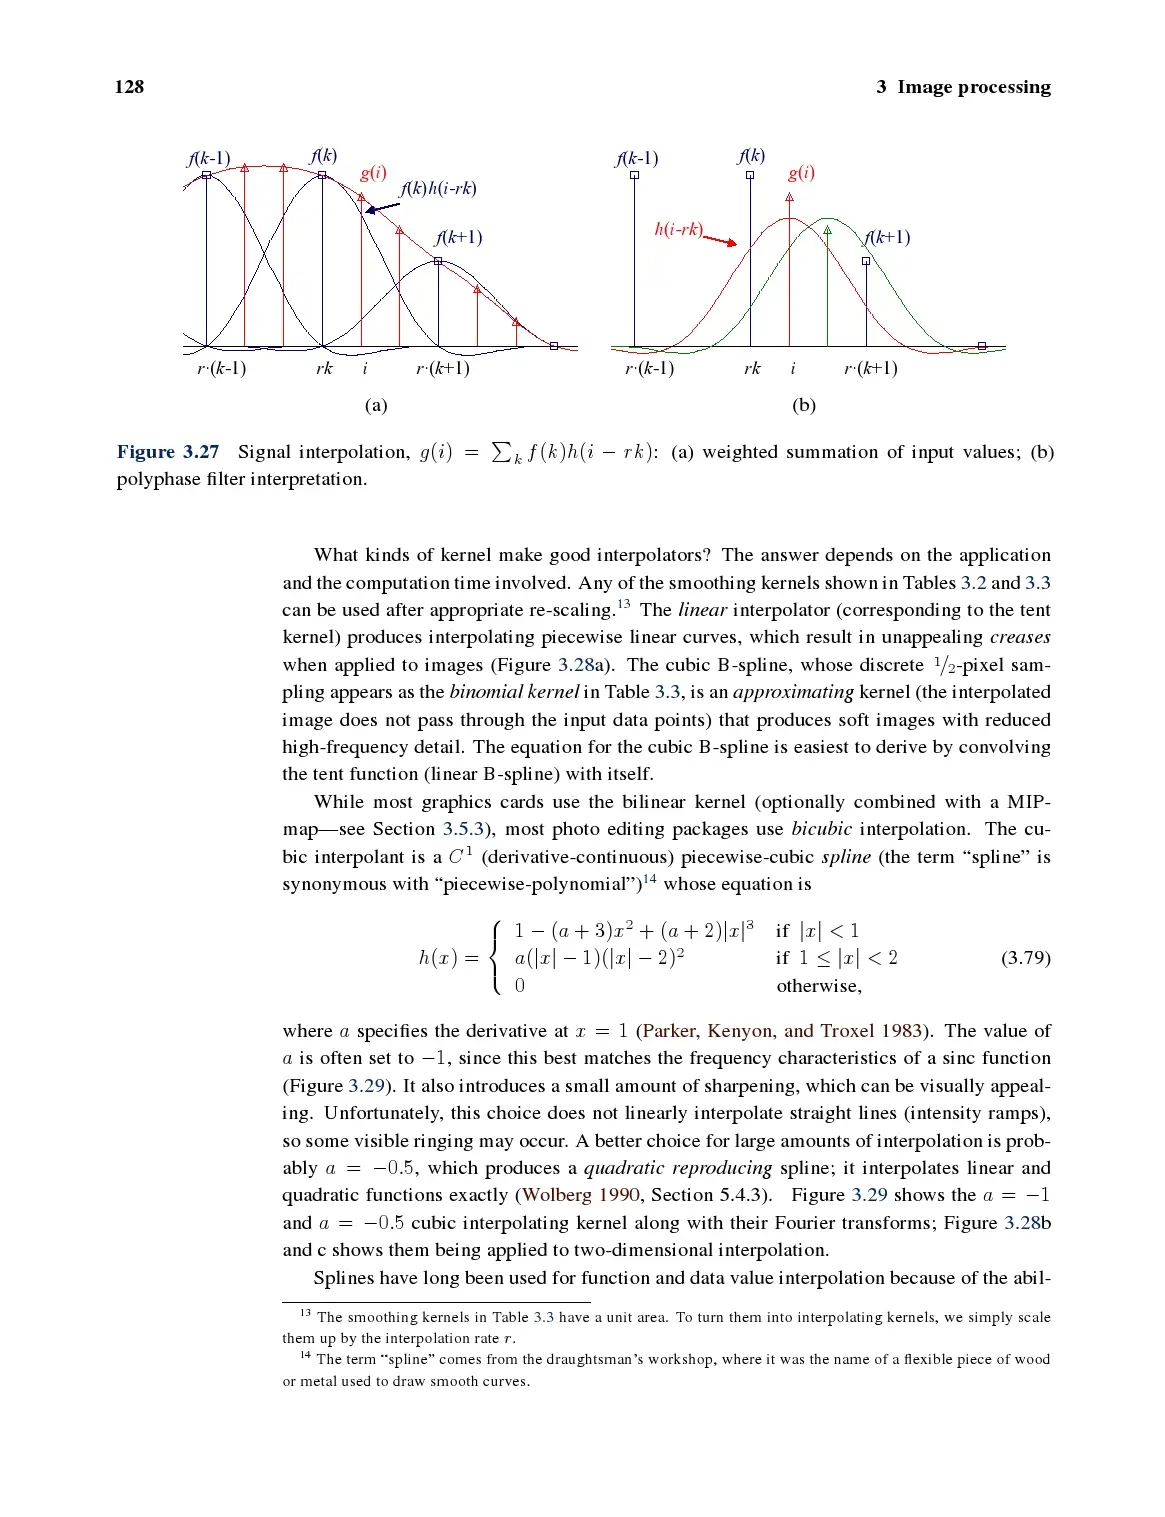 128 3 Image processing
f(k-1) f(k) g(i) f(k)h(i-rk) f(k+1)
r·(k-1) rk i r·(k+1)
(a)
f(k-1) f(k) g(i) h(i-rk) f(k+1)
r·(k-1) rk i r·(k+1)
(b)
Figure 3.27 Signal interpolation, g(i) = ∑k f(k)h(i − rk): (a) weighted summation of input values; (b)
polyphase filter interpretation.
What kinds of kernel make good interpolators? The answer depends on the application
and the computation time involved. Any of the smoothing kernels shown in Tables 3.2 and 3.3
can be used after appropriate re-scaling.13 The linear interpolator (corresponding to the tent
kernel) produces interpolating piecewise linear curves, which result in unappealing creases
when applied to images (Figure 3.28a). The cubic B-spline, whose discrete 1/2-pixel sam-
pling appears as the binomial kernel in Table 3.3, is an approximating kernel (the interpolated
image does not pass through the input data points) that produces soft images with reduced
high-frequency detail. The equation for the cubic B-spline is easiest to derive by convolving
the tent function (linear B-spline) with itself.
While most graphics cards use the bilinear kernel (optionally combined with a MIP-
map—see Section 3.5.3), most photo editing packages use bicubic interpolation. The cu-
bic interpolant is a C1 (derivative-continuous) piecewise-cubic spline (the term “spline” is
synonymous with “piecewise-polynomial”)14 whose equation is
1 − (a + 3)x2 + (a + 2)|x|3 if |x| < 1
h(x) = { a(|x| − 1)(|x| − 2)2 if 1 ≤ |x| < 2 (3.79)
0 otherwise,
where a specifies the derivative at x = 1 (Parker, Kenyon, and Troxel 1983). The value of
a is often set to −1, since this best matches the frequency characteristics of a sinc function
(Figure 3.29). It also introduces a small amount of sharpening, which can be visually appeal-
ing. Unfortunately, this choice does not linearly interpolate straight lines (intensity ramps),
so some visible ringing may occur. A better choice for large amounts of interpolation is prob-
ably a = −0.5, which produces a quadratic reproducing spline; it interpolates linear and
quadratic functions exactly (Wolberg 1990, Section 5.4.3). Figure 3.29 shows the a = −1
and a = −0.5 cubic interpolating kernel along with their Fourier transforms; Figure 3.28b
and c shows them being applied to two-dimensional interpolation.
Splines have long been used for function and data value interpolation because of the abil-
13 The smoothing kernels in Table 3.3 have a unit area. To turn them into interpolating kernels, we simply scale
them up by the interpolation rate r.
14 The term “spline” comes from the draughtsman’s workshop, where it was the name of a flexible piece of wood
or metal used to draw smooth curves.